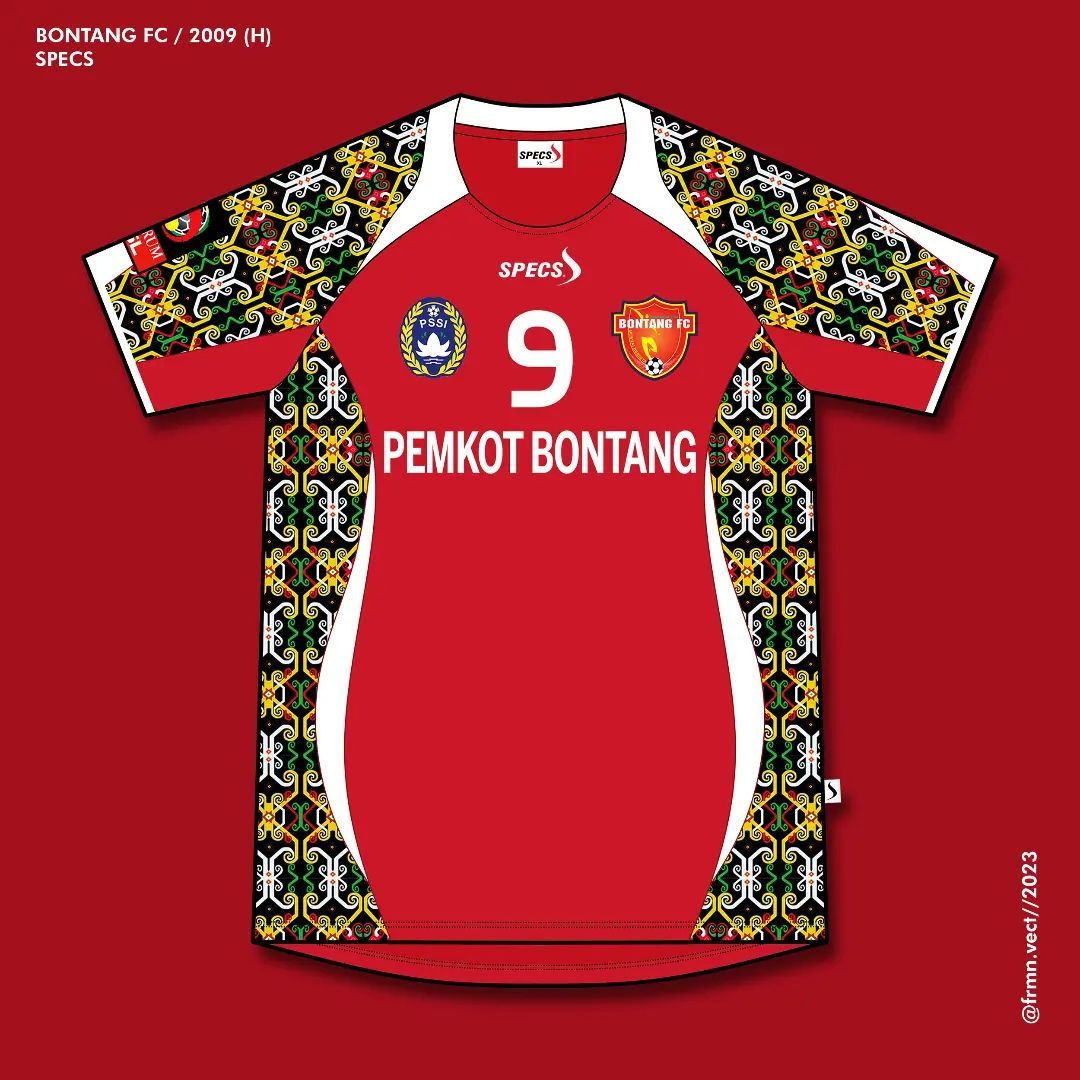 BONTANG FC / 2009 (H)
SPECS
SPECS
XL
SPECS
PSSI
9
BONTANG FC
PEMKOT BONTANG
@frmn.vect//2023